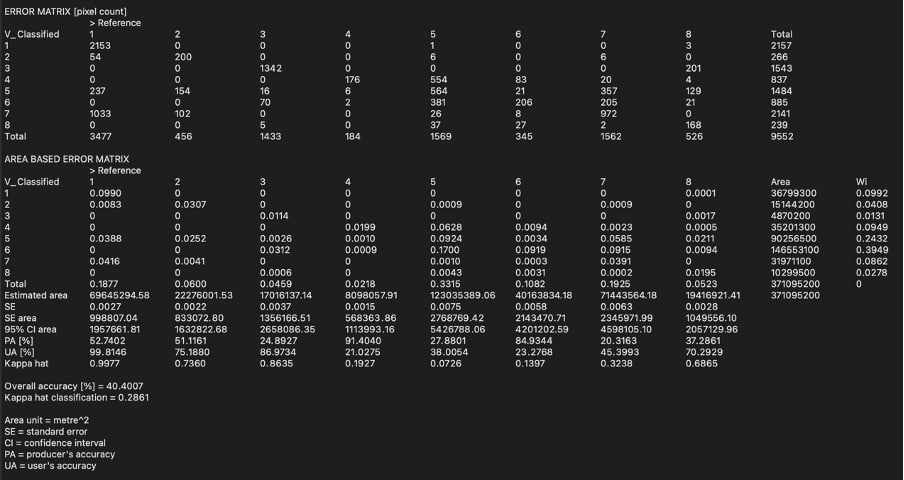 ERROR MATRIX [pixel count]
> Reference
V_Classified 1 2 3 4 5 6 7 8 Total
1 2153 0 0 0 1 0 0 3 2157
2 54 200 0 0 6 0 6 0 266
3 0 0 1342 0 0 0 0 201 1543
4 0 0 0 176 554 83 20 4 837
5 237 154 16 6 564 21 357 129 1484
6 0 0 70 2 381 206 205 21 885
7 1033 102 0 0 26 8 972 0 2141
8 0 0 5 0 37 27 2 168 239
Total 3477 456 1433 184 1569 345 1562 526 9552
AREA BASED ERROR MATRIX
> Reference
V_Classified 1 2 3 4 5 6 7 8 Area Wi
1 0.0990 0 0 0 0 0 0 0.0001 36799300 0.0992
2 0.0083 0.0307 0 0 0.0009 0 0.0009 0 15144200 0.0408
3 0 0 0.0114 0 0 0 0 0.0017 4870200 0.0131
4 0 0 0 0.0199 0.0628 0.0094 0.0023 0.0005 35201300 0.0949
5 0.0388 0.0252 0.0026 0.0010 0.0924 0.0034 0.0585 0.0211 90256500 0.2432
6 0 0 0.0312 0.0009 0.1700 0.0919 0.0915 0.0094 146553100 0.3949
7 0.0416 0.0041 0 0 0.0010 0.0003 0.0391 0 31971100 0.0862
8 0 0 0.0006 0 0.0043 0.0031 0.0002 0.0195 10299500 0.0278
Total 0.1877 0.0600 0.0459 0.0218 0.3315 0.1082 0.1925 0.0523 371095200 0
Estimated area 69645294.58 22276001.53 17016137.14 8098057.91 123035389.06 40163834.18 71443564.18 19416921.41 371095200
SE 0.0027 0.0022 0.0037 0.0015 0.0075 0.0058 0.0063 0.0028
SE area 998807.04 833072.80 1356166.51 568363.86 2768769.42 2143470.71 2345971.99 1049556.10
95% CI area 1957661.81 1632822.68 2658086.35 1113993.16 5426788.06 4201202.59 4598105.10 2057129.96
PA [%] 52.7402 51.1161 24.8927 91.4040 27.8801 84.9344 20.3163 37.2861
UA [%] 99.8146 75.1880 86.9734 21.0275 38.0054 23.2768 45.3993 70.2929
Kappa hat 0.9977 0.7360 0.8635 0.1927 0.0726 0.1397 0.3238 0.6865
Overall accuracy [%] = 40.4007
Kappa hat classification = 0.2861
Area unit = metre^2
SE = standard error
CI = confidence interval
PA = producer's accuracy
UA = user's accuracy